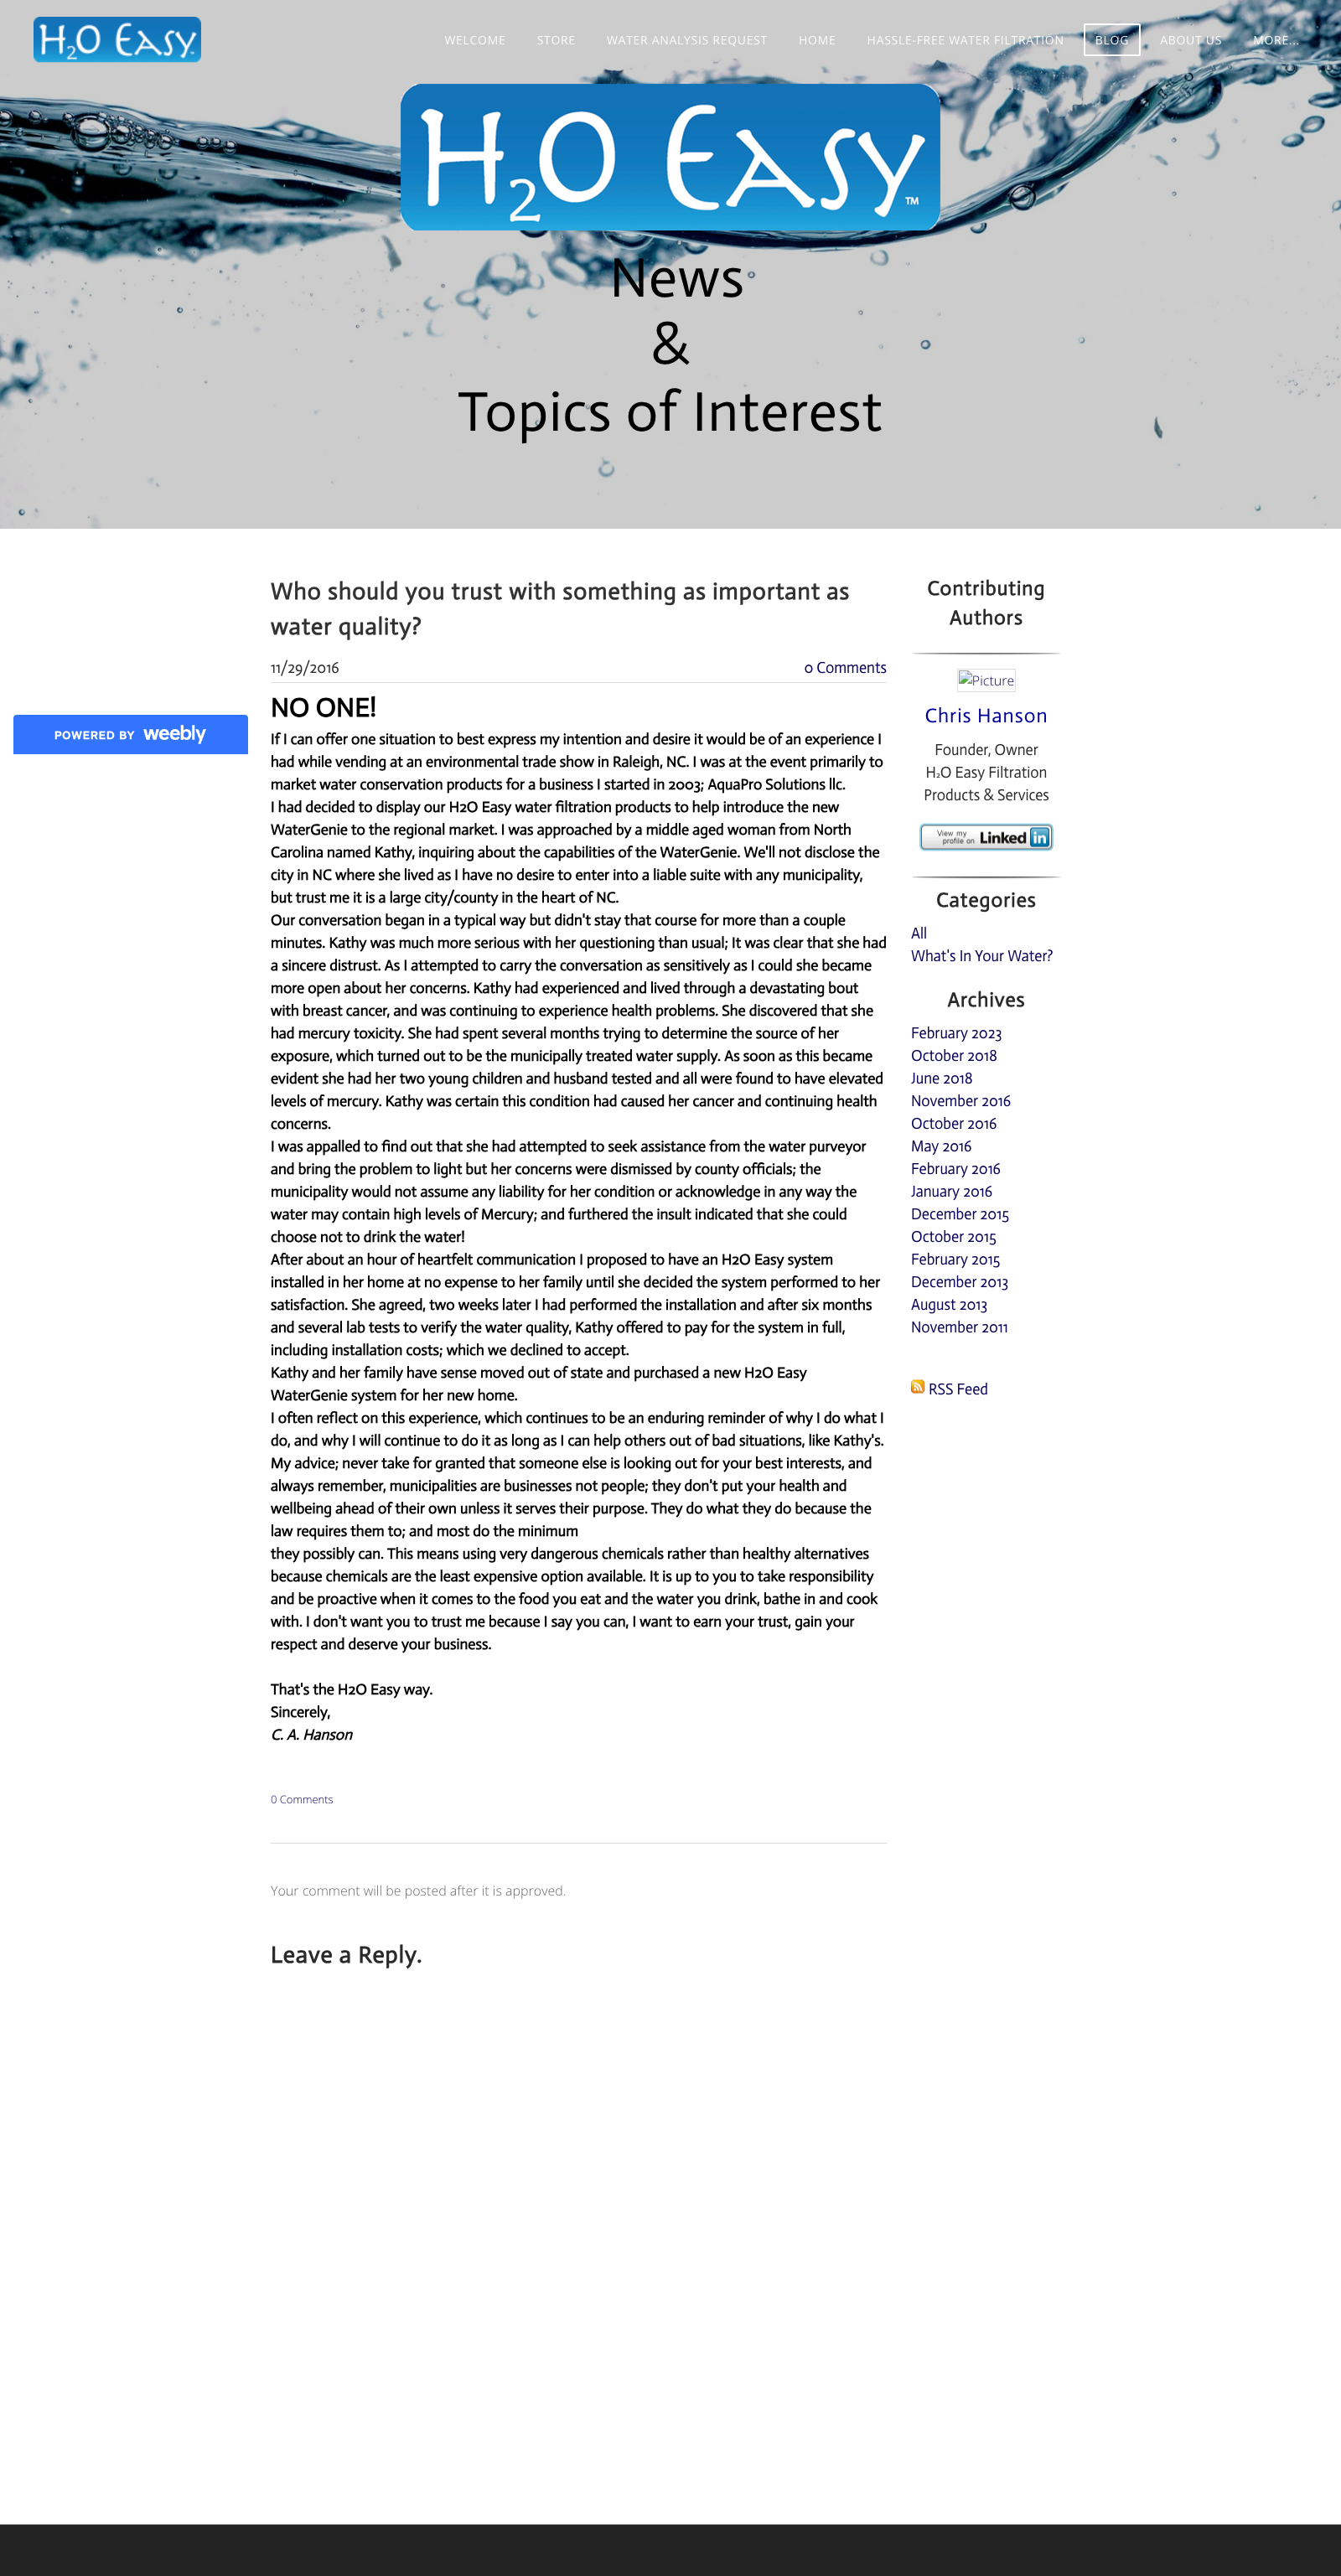 H2O Easy
WELCOME STORE WATER ANALYSIS REQUEST HOME HASSLE-FREE WATER FILTRATION BLOG ABOUT US MORE...
H2O Easy™
News
&
Topics of Interest
Who should you trust with something as important as
water quality?
11/29/2016
0 Comments
NO ONE!
If I can offer one situation to best express my intention and desire it would be of an experience I
had while vending at an environmental trade show in Raleigh, NC. I was at the event primarily to
market water conservation products for a business I started in 2003; AquaPro Solutions llc.
I had decided to display our H2O Easy water filtration products to help introduce the new
WaterGenie to the regional market. I was approached by a middle aged woman from North
Carolina named Kathy, inquiring about the capabilities of the WaterGenie. We'll not disclose the
city in NC where she lived as I have no desire to enter into a liable suite with any municipality,
but trust me it is a large city/county in the heart of NC.
Our conversation began in a typical way but didn't stay that course for more than a couple
minutes. Kathy was much more serious with her questioning than usual; It was clear that she had
a sincere distrust. As I attempted to carry the conversation as sensitively as I could she became
more open about her concerns. Kathy had experienced and lived through a devastating bout
with breast cancer, and was continuing to experience health problems. She discovered that she
had mercury toxicity. She had spent several months trying to determine the source of her
exposure, which turned out to be the municipally treated water supply. As soon as this became
evident she had her two young children and husband tested and all were found to have elevated
levels of mercury. Kathy was certain this condition had caused her cancer and continuing health
concerns.
I was appalled to find out that she had attempted to seek assistance from the water purveyor
and bring the problem to light but her concerns were dismissed by county officials; the
municipality would not assume any liability for her condition or acknowledge in any way the
water may contain high levels of Mercury; and furthered the insult indicated that she could
choose not to drink the water!
After about an hour of heartfelt communication I proposed to have an H2O Easy system
installed in her home at no expense to her family until she decided the system performed to her
satisfaction. She agreed, two weeks later I had performed the installation and after six months
and several lab tests to verify the water quality, Kathy offered to pay for the system in full,
including installation costs; which we declined to accept.
Kathy and her family have sense moved out of state and purchased a new H2O Easy
WaterGenie system for her new home.
I often reflect on this experience, which continues to be an enduring reminder of why I do what I
do, and why I will continue to do it as long as I can help others out of bad situations, like Kathy's.
My advice; never take for granted that someone else is looking out for your best interests, and
always remember, municipalities are businesses not people; they don't put your health and
wellbeing ahead of their own unless it serves their purpose. They do what they do because the
law requires them to; and most do the minimum
they possibly can. This means using very dangerous chemicals rather than healthy alternatives
because chemicals are the least expensive option available. It is up to you to take responsibility
and be proactive when it comes to the food you eat and the water you drink, bathe in and cook
with. I don't want you to trust me because I say you can, I want to earn your trust, gain your
respect and deserve your business.
That's the H2O Easy way.
Sincerely,
C. A. Hanson
0 Comments
Your comment will be posted after it is approved.
Leave a Reply.
Contributing
Authors
Picture
Chris Hanson
Founder, Owner
H2O Easy Filtration
Products & Services
View my
profile on
Linked in
Categories
All
What's In Your Water?
Archives
February 2023
October 2018
June 2018
November 2016
October 2016
May 2016
February 2016
January 2016
December 2015
October 2015
February 2015
December 2013
August 2013
November 2011
RSS Feed
POWERED BY weebly